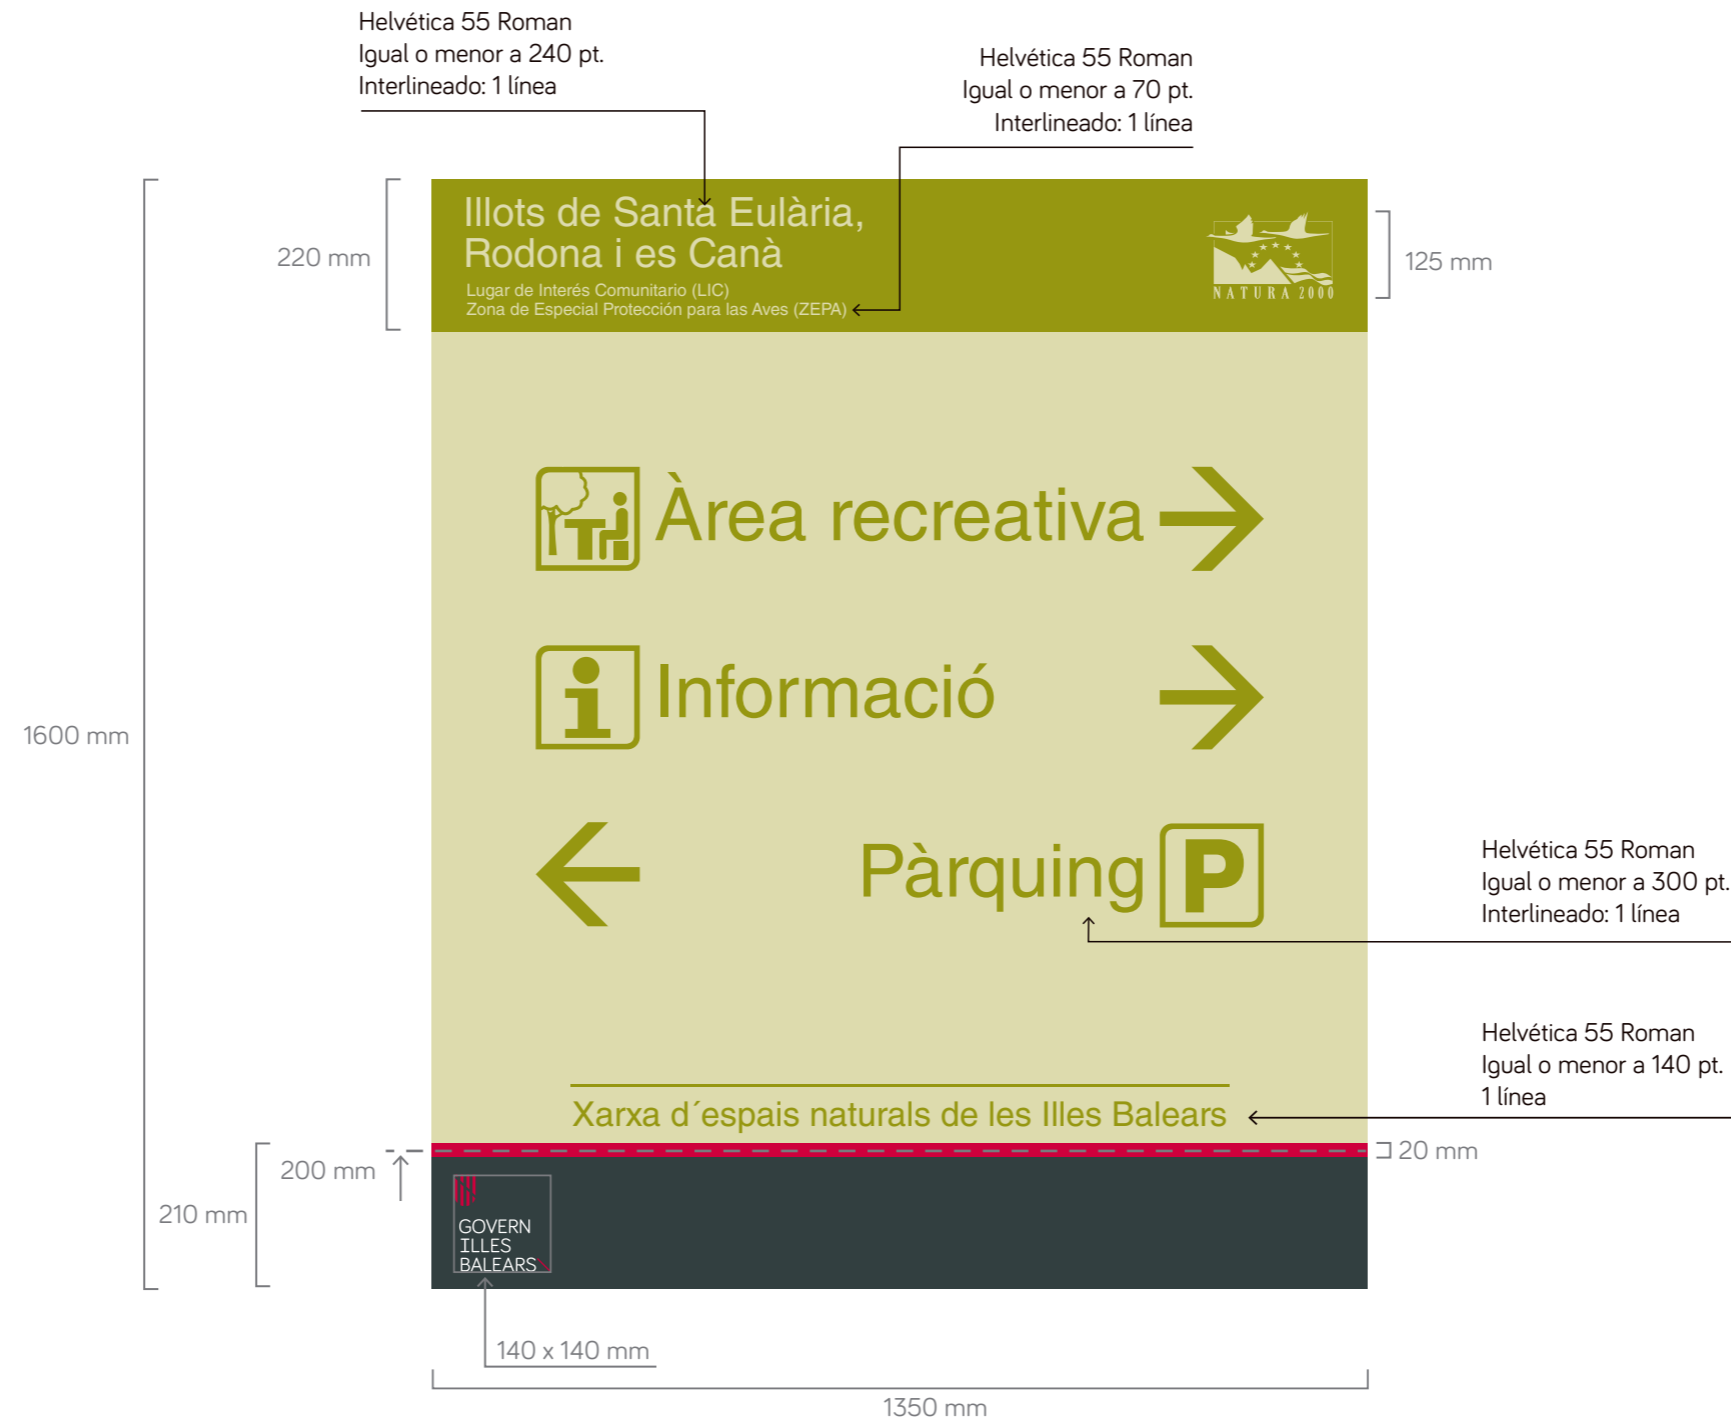 Helvética 55 Roman
Igual o menor a 240 pt.
Interlineado: 1 línea
Helvética 55 Roman
Igual o menor a 70 pt.
Interlineado: 1 línea
Illots de Santa Eulària,
Rodona i es Canà
Lugar de Interés Comunitario (LIC)
Zona de Especial Protección para las Aves (ZEPA)
NATURA 2000
220 mm
125 mm
Àrea recreativa
i Informació
1600 mm
Pàrquing P
Helvética 55 Roman
Igual o menor a 300 pt.
Interlineado: 1 línea
Helvética 55 Roman
Igual o menor a 140 pt.
1 línea
Xarxa d´espais naturals de les Illes Balears
20 mm
200 mm
210 mm
GOVERN
ILLES
BALEARS
140 x 140 mm
1350 mm